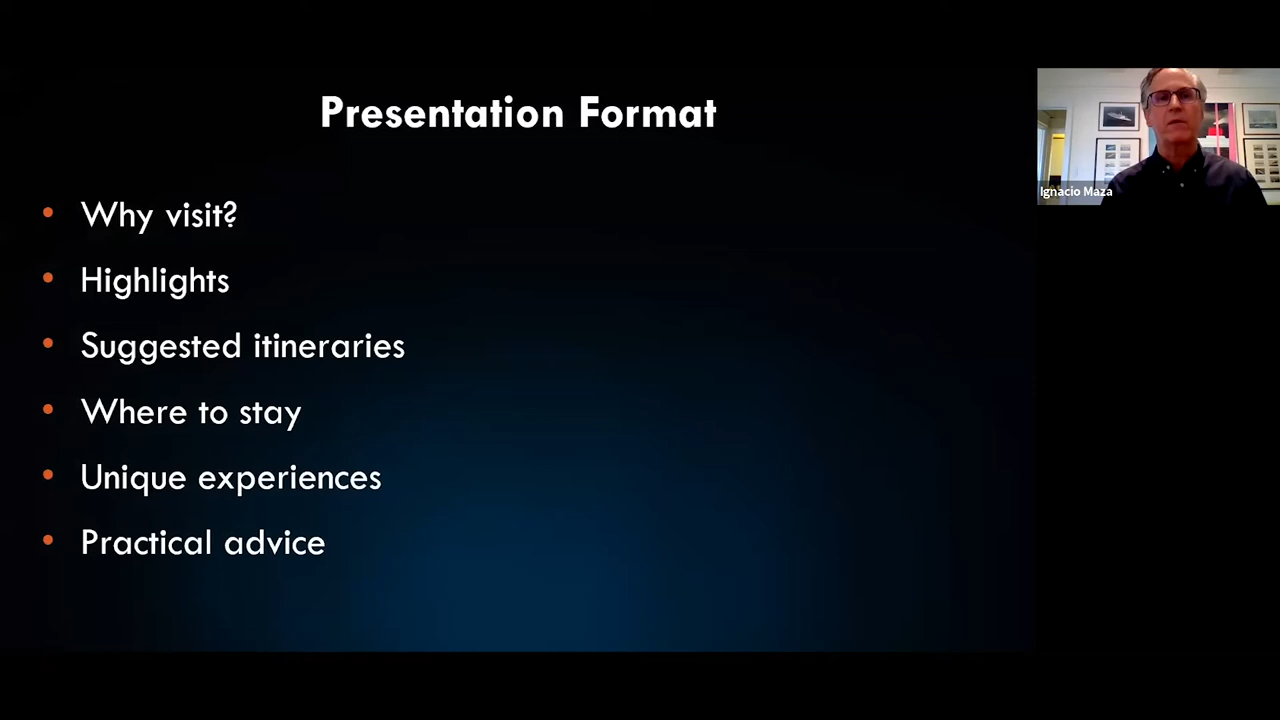 Presentation Format
Why visit?
Highlights
Suggested itineraries
Where to stay
Unique experiences
Practical advice
Ignacio Maza